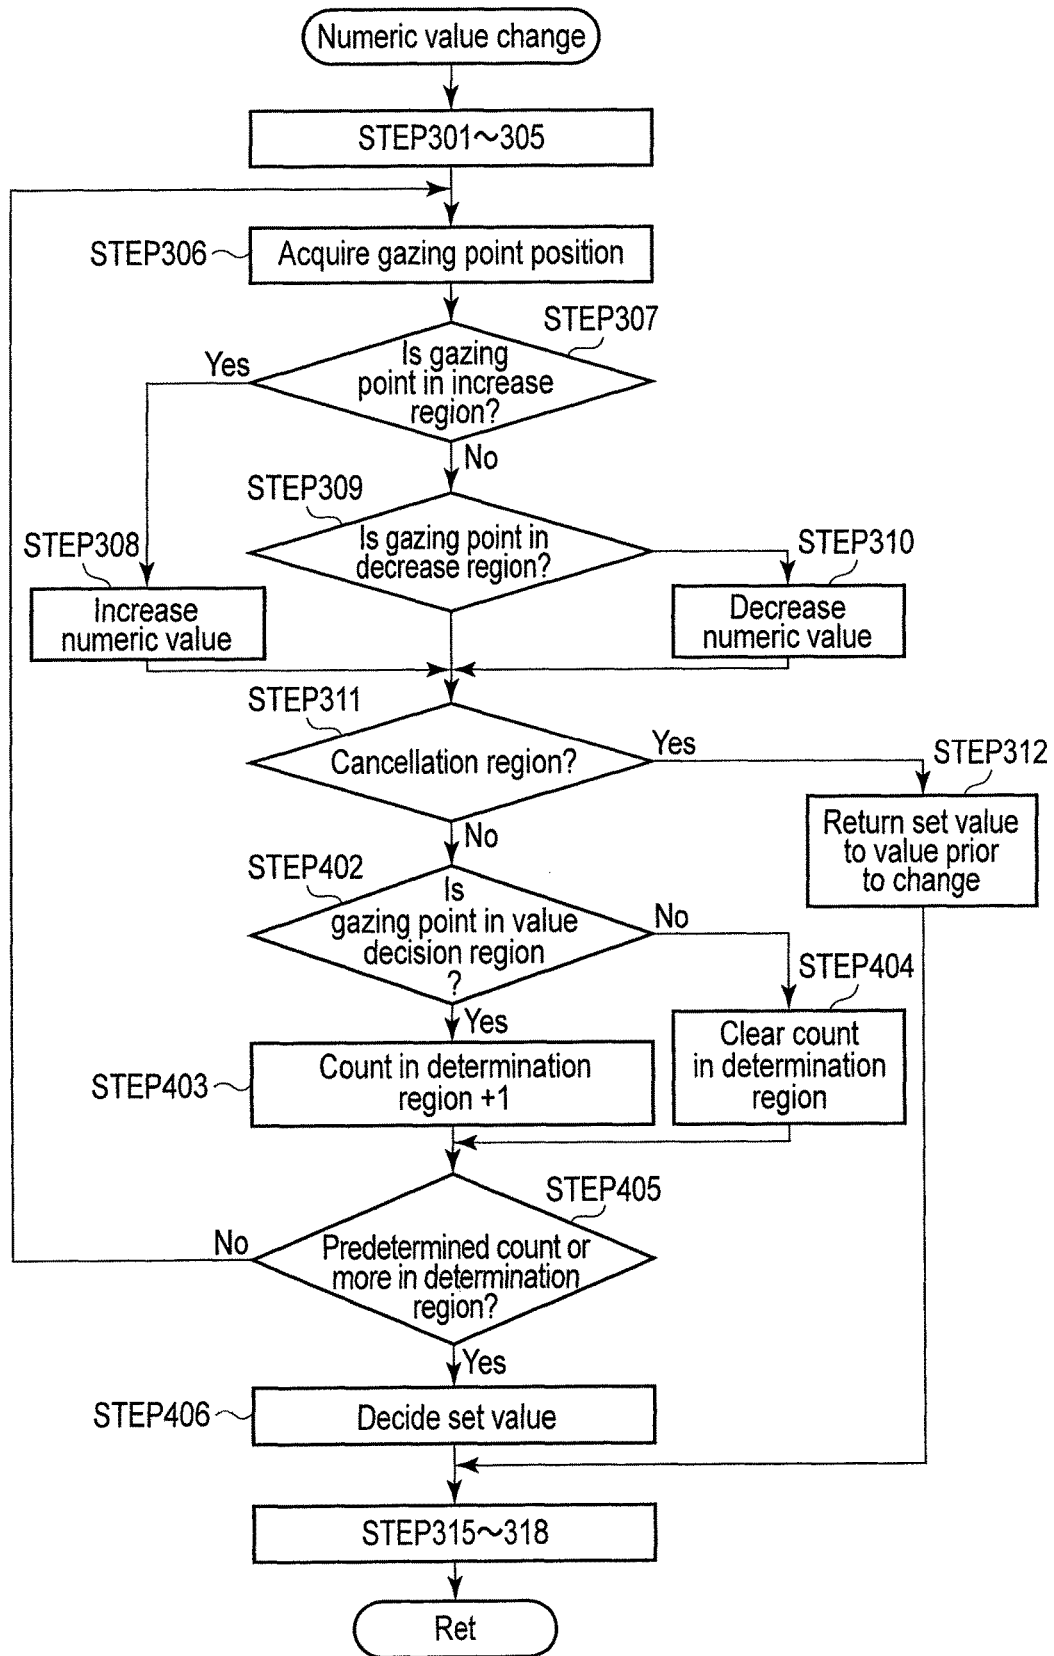 Numeric value change
STEP301～305
STEP306
Acquire gazing point position
STEP307
Yes
Is gazing
point in increase
region?
No
STEP309
Is gazing point in
decrease region?
STEP308
Increase
numeric value
STEP310
Decrease
numeric value
STEP311
Cancellation region?
Yes
STEP312
Return set value
to value prior
to change
No
STEP402
Is
gazing point in value
decision region
?
No
STEP404
Clear count
in determination
region
Yes
STEP403
Count in determination
region +1
STEP405
No
Predetermined count or
more in determination
region?
Yes
STEP406
Decide set value
STEP315～318
Ret